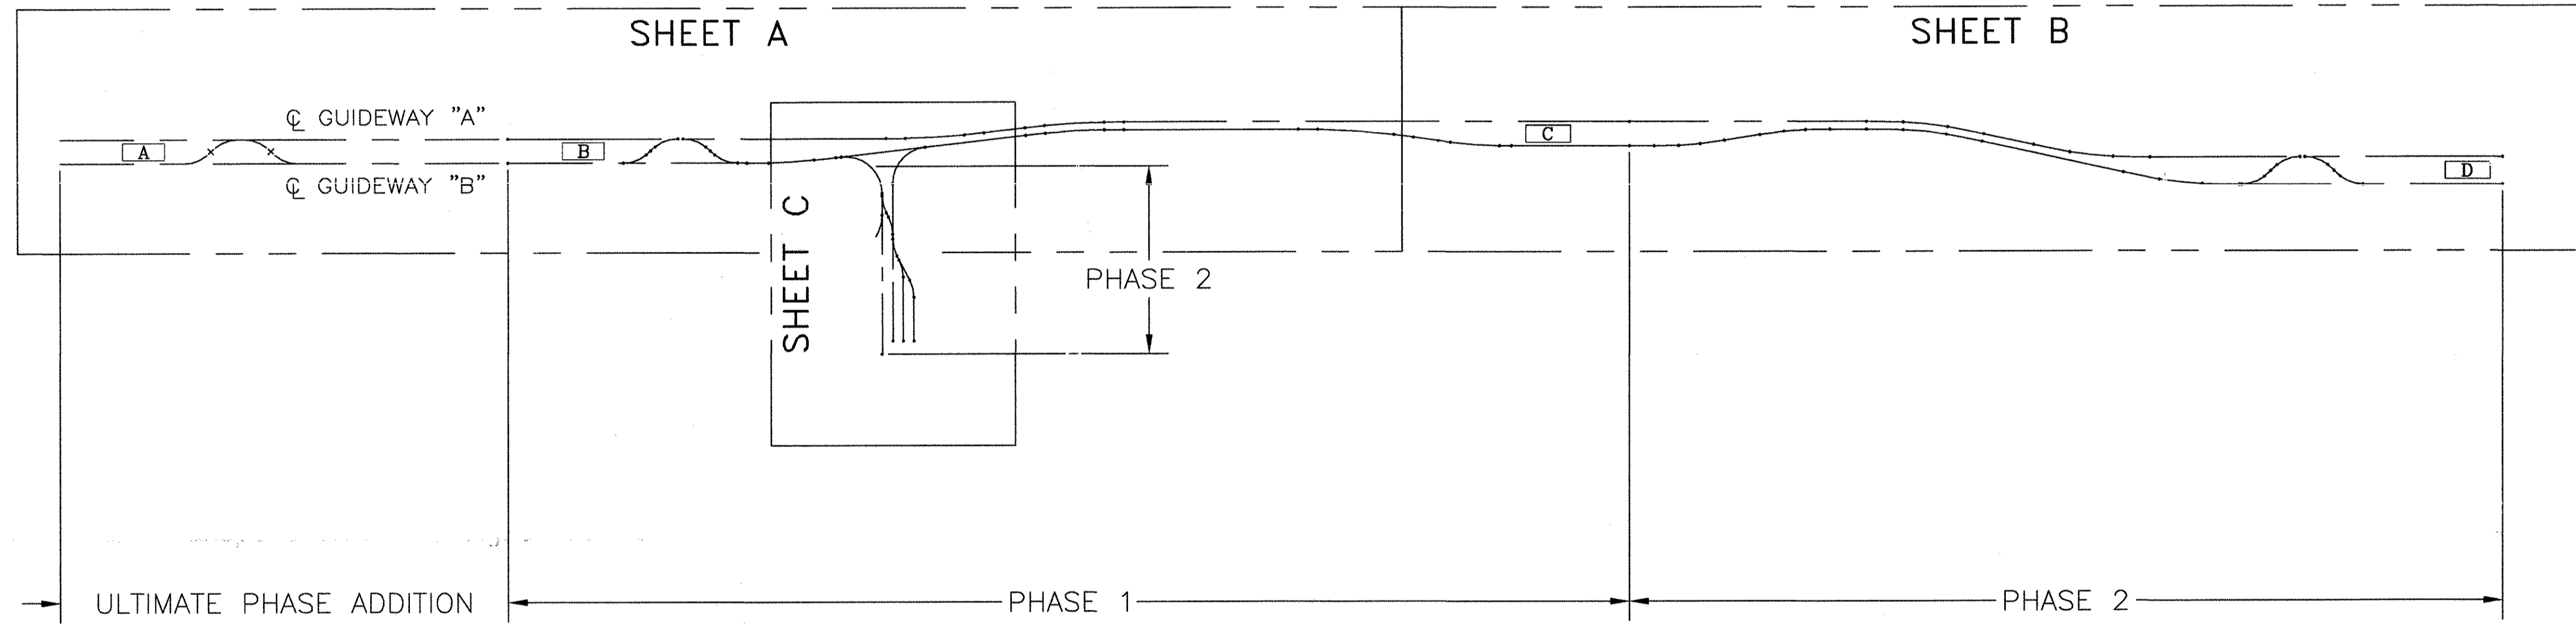 SHEET A
SHEET B
℄ GUIDEWAY "A"
A
B
C
D
℄ GUIDEWAY "B"
SHEET C
PHASE 2
ULTIMATE PHASE ADDITION
PHASE 1
PHASE 2